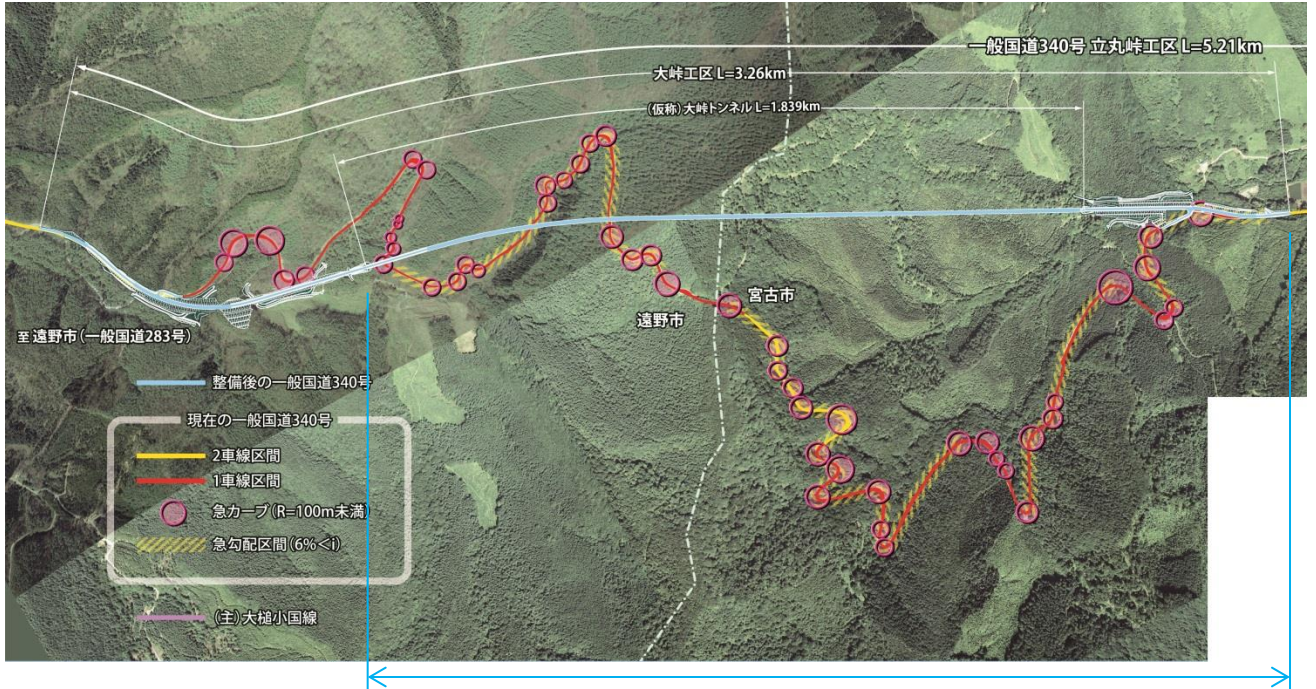 一般国道340号 立丸峠工区 L=5.21km
大峠工区 L=3.26km
(仮称)大峠トンネル L=1.839km
宮古市
遠野市
至 遠野市(一般国道283号)
整備後の一般国道340号
現在の一般国道340号
2車線区間
1車線区間
急カーブ(R=100m未満)
急勾配区間(6%<i)
(主)大槌小国線